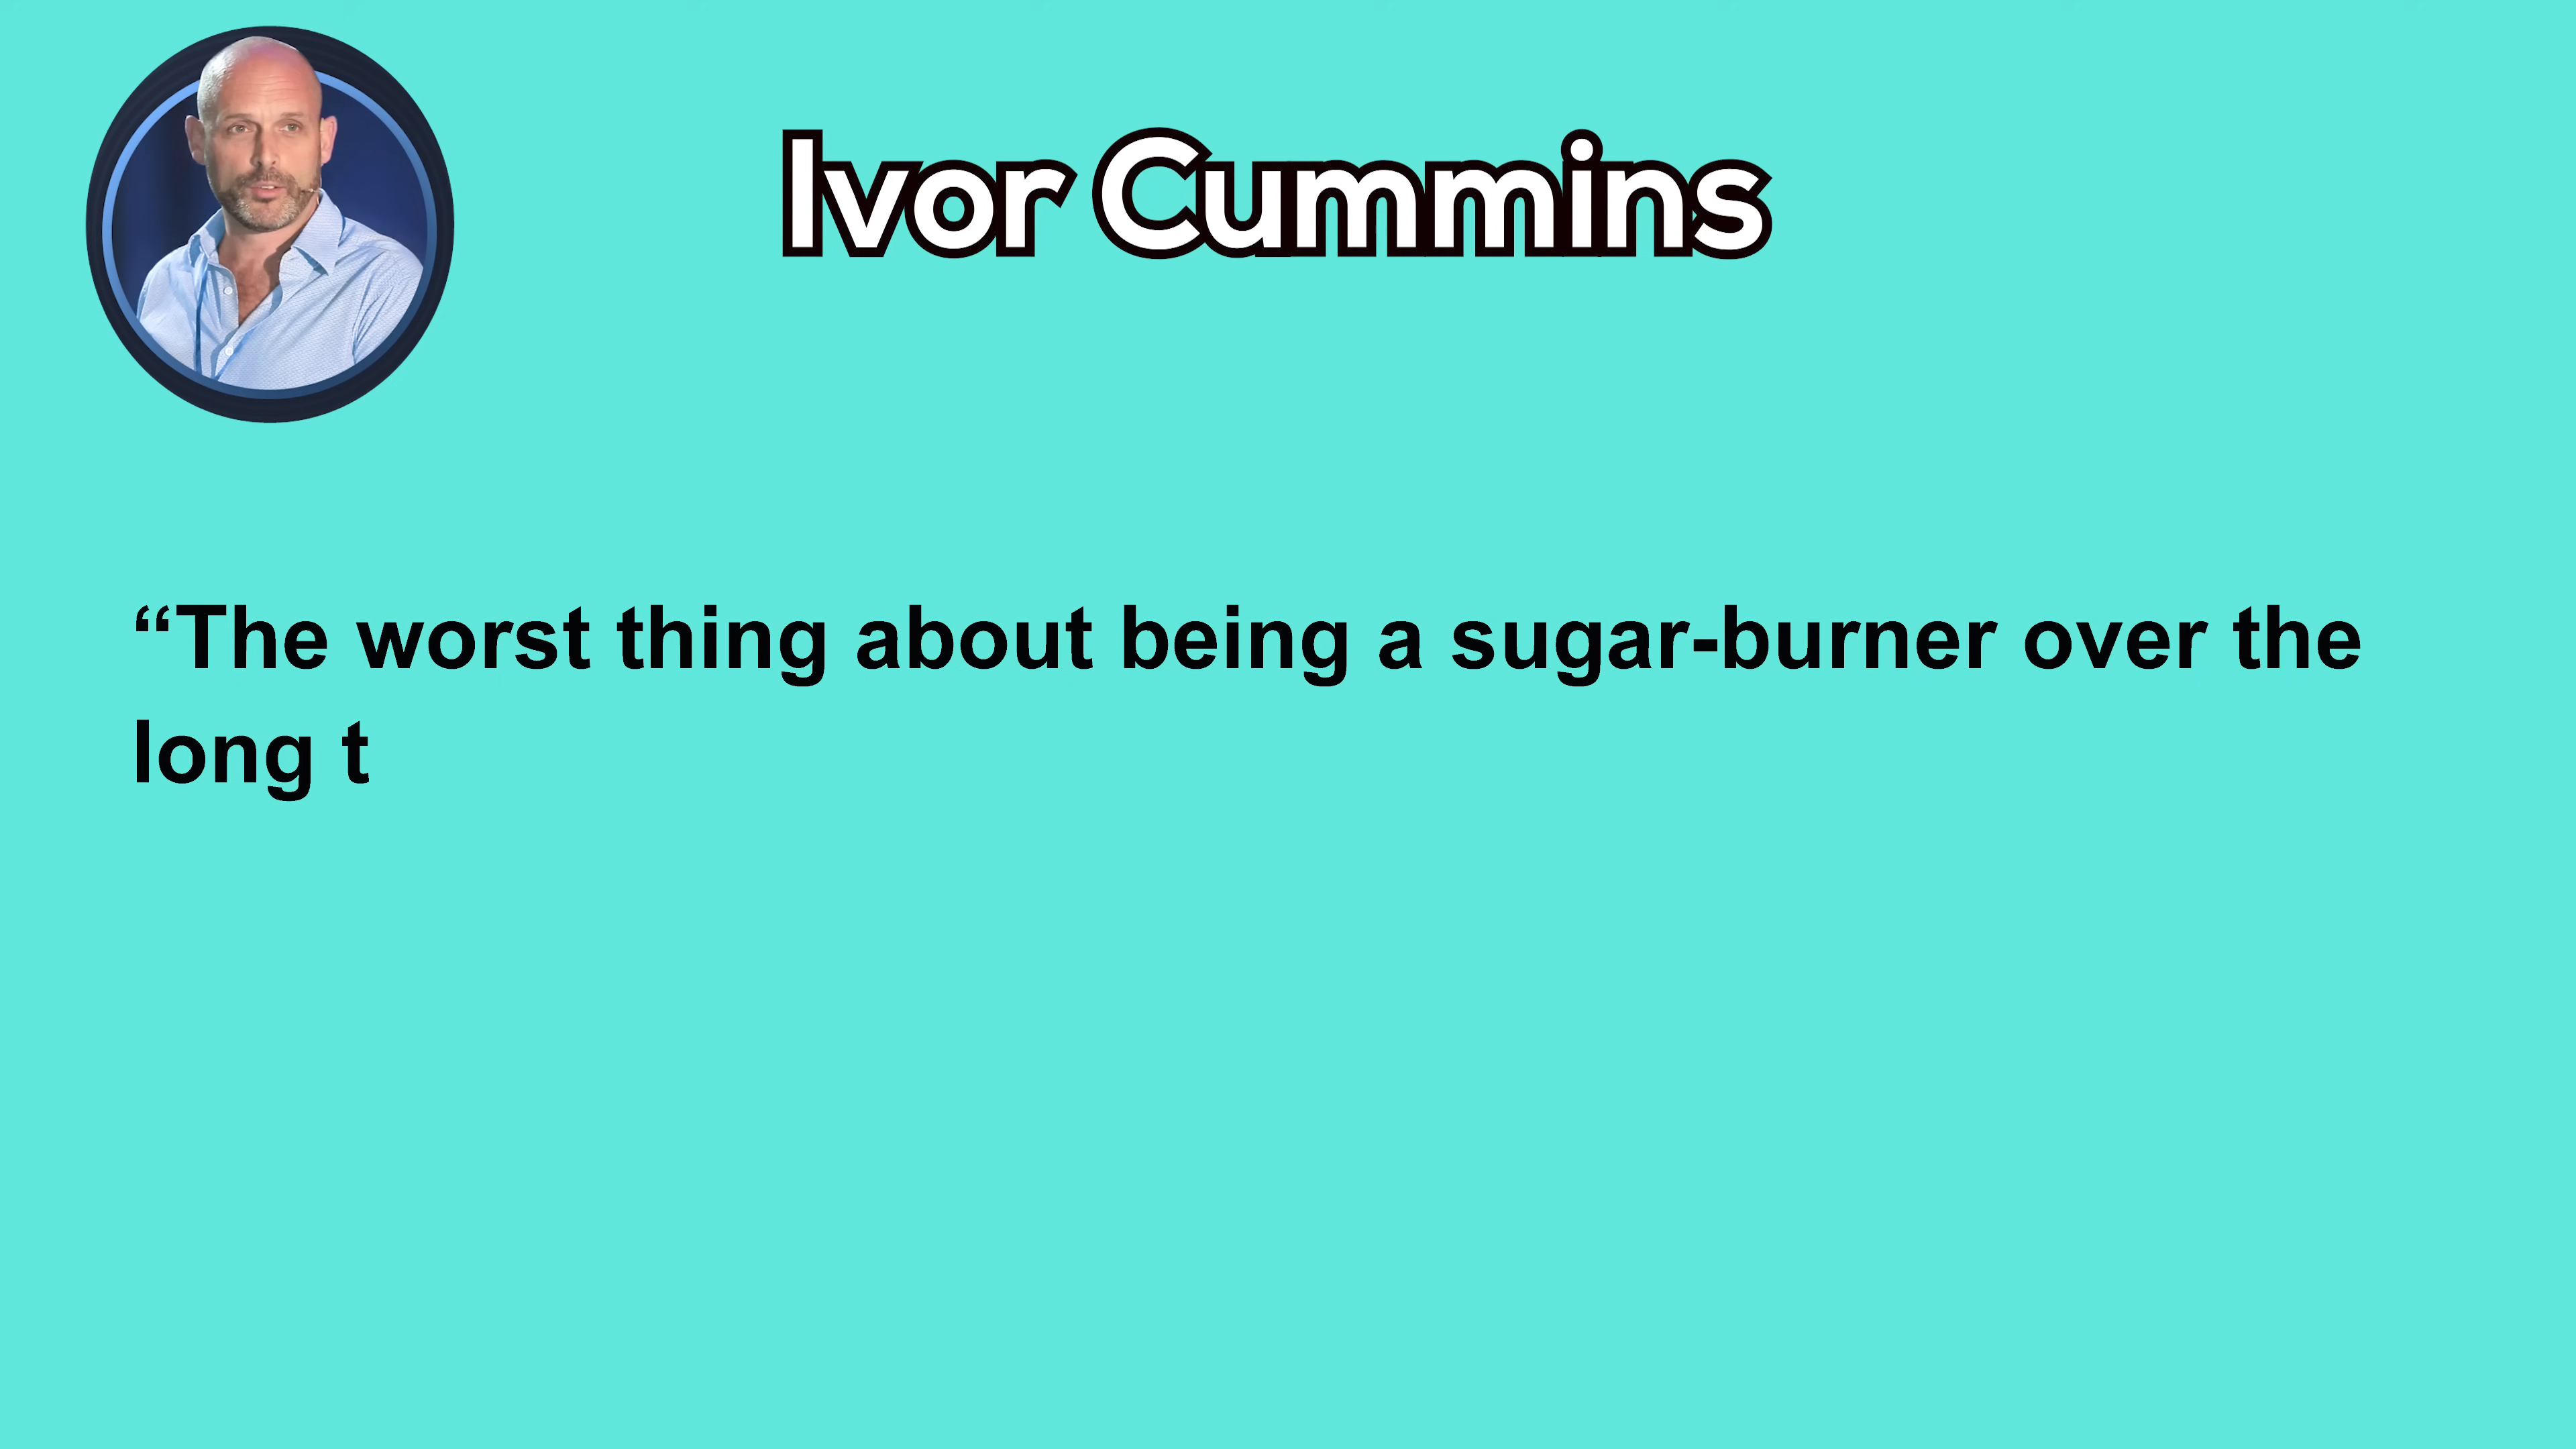 Ivor Cummins
“The worst thing about being a sugar-burner over the
long t